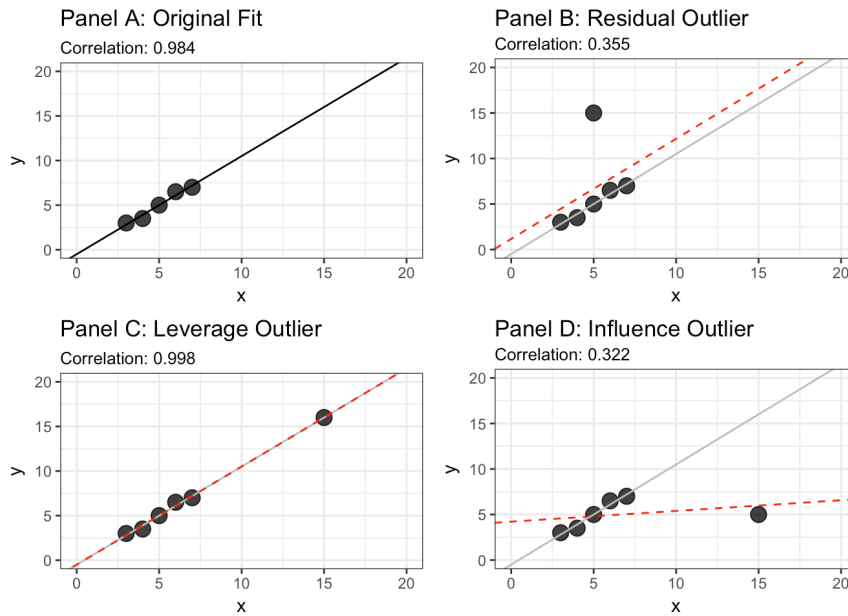 Panel A: Original Fit
Correlation: 0.984
20
15
10
5
0
y
0 5 10 15 20
x
Panel B: Residual Outlier
Correlation: 0.355
20
15
10
5
0
y
0 5 10 15 20
x
Panel C: Leverage Outlier
Correlation: 0.998
20
15
10
5
0
y
0 5 10 15 20
x
Panel D: Influence Outlier
Correlation: 0.322
20
15
10
5
0
y
0 5 10 15 20
x